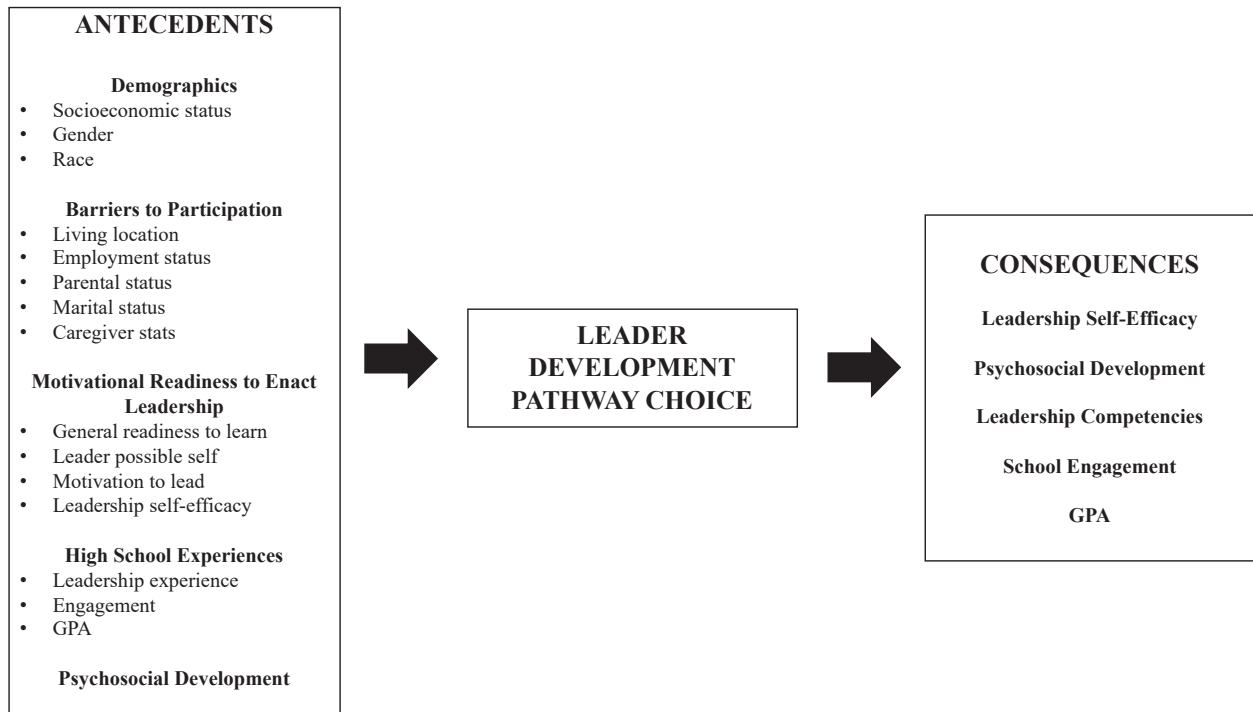 ANTECEDENTS
Demographics
• Socioeconomic status
• Gender
• Race
Barriers to Participation
• Living location
• Employment status
• Parental status
• Marital status
• Caregiver stats
Motivational Readiness to Enact
Leadership
• General readiness to learn
• Leader possible self
• Motivation to lead
• Leadership self-efficacy
High School Experiences
• Leadership experience
• Engagement
• GPA
Psychosocial Development
LEADER
DEVELOPMENT
PATHWAY CHOICE
CONSEQUENCES
Leadership Self-Efficacy
Psychosocial Development
Leadership Competencies
School Engagement
GPA